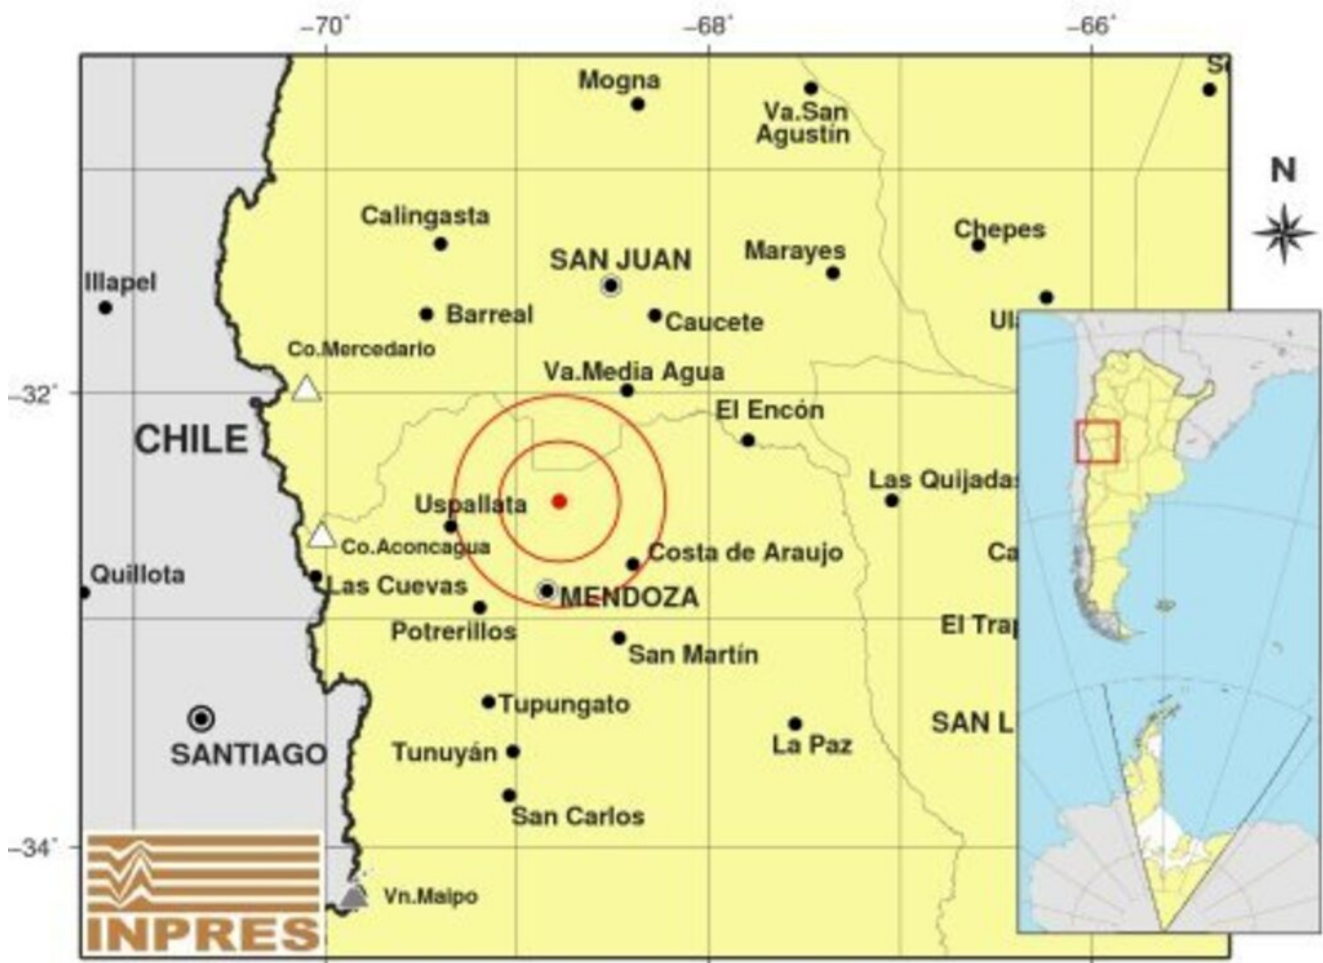 -70°
-68°
-66°
Mogna
Va.San
Agustín
N
Calingasta
SAN JUAN
Marayes
Chepes
Illapel
Barreal
Caucete
Co.Mercedario
Va.Media Agua
-32°
El Encón
CHILE
Las Quijadas
Uspallata
Co.Aconcagua
Costa de Araujo
Quillota
Las Cuevas
MENDOZA
Potrerillos
San Martín
Tupungato
SAN L
SANTIAGO
Tunuyán
La Paz
San Carlos
-34°
Vn.Maipo
INPRES